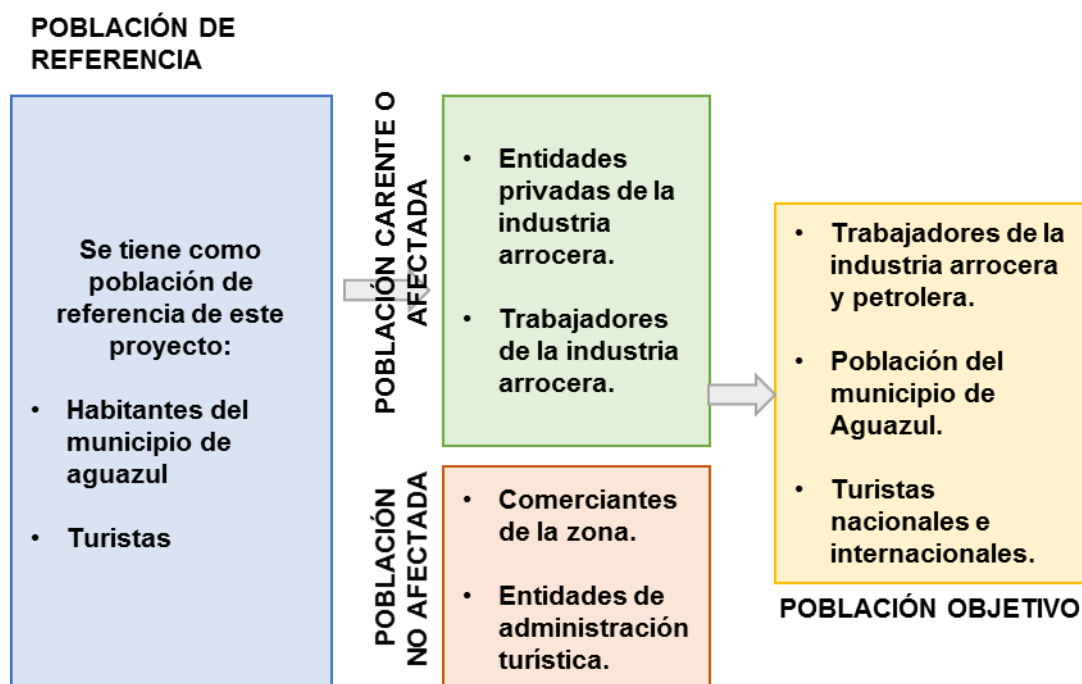 POBLACIÓN DE
REFERENCIA
Se tiene como
población de
referencia de este
proyecto:
• Habitantes del
municipio de
aguazul
• Turistas
POBLACIÓN CARENTE O
AFECTADA
• Entidades
privadas de la
industria
arrocera.
• Trabajadores
de la industria
arrocera.
POBLACIÓN
NO AFECTADA
• Comerciantes
de la zona.
• Entidades de
administración
turística.
• Trabajadores de la
industria arrocera
y petrolera.
• Población del
municipio de
Aguazul.
• Turistas
nacionales e
internacionales.
POBLACIÓN OBJETIVO